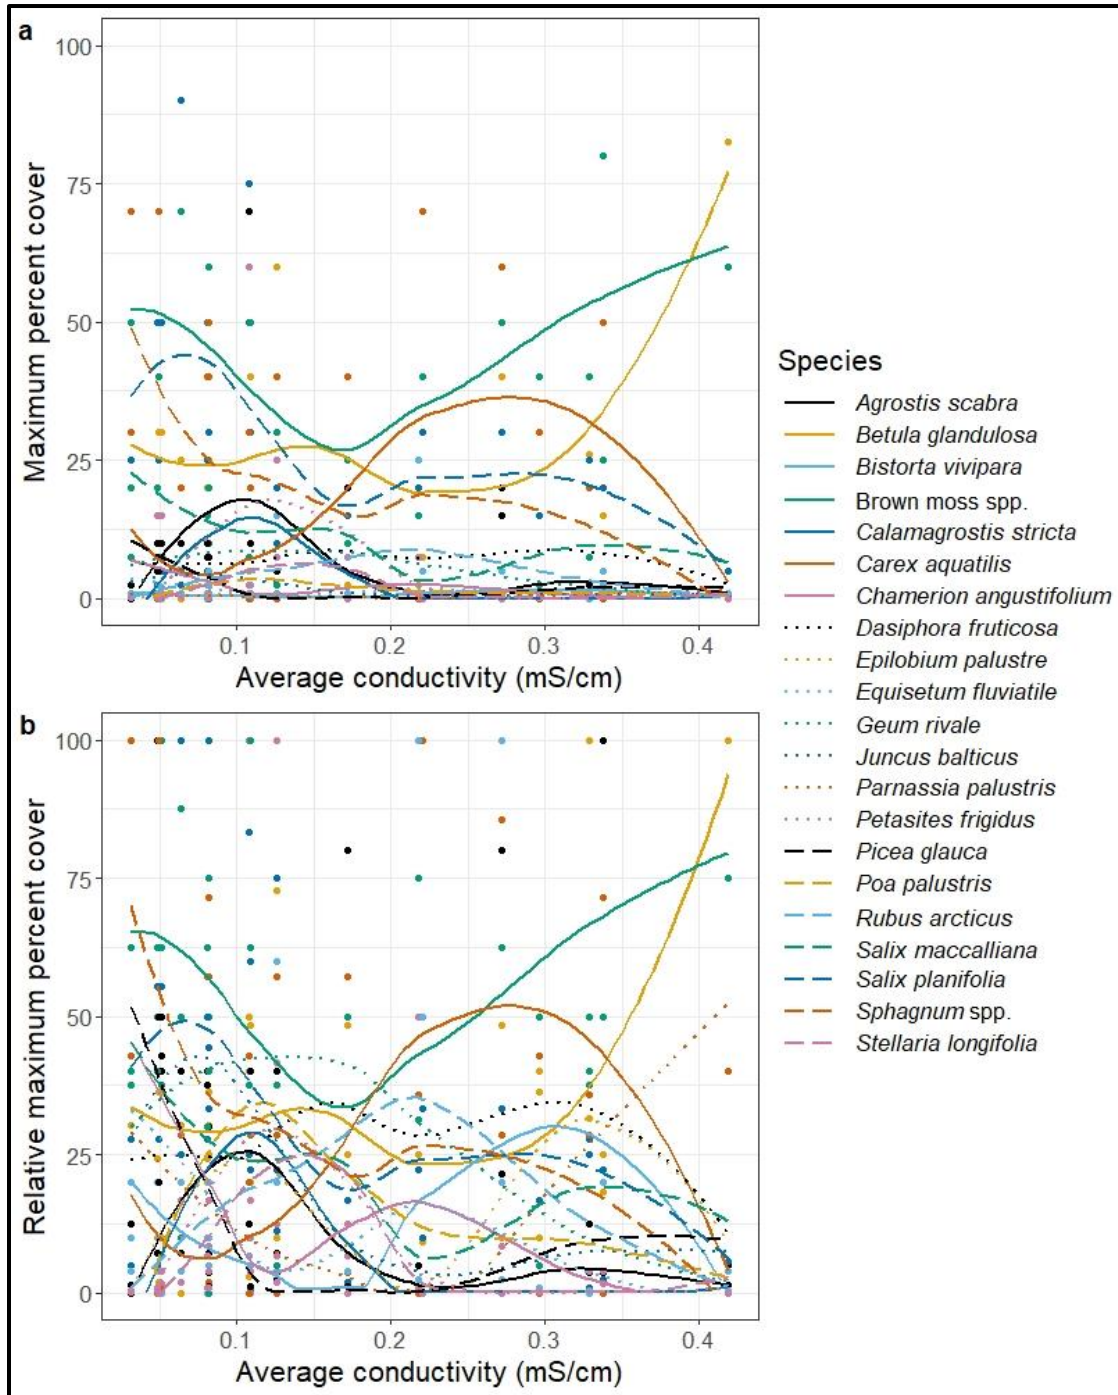 a
100
75
50
25
0
Maximum percent cover
0.1 0.2 0.3 0.4
Average conductivity (mS/cm)
b
100
75
50
25
0
Relative maximum percent cover
0.1 0.2 0.3 0.4
Average conductivity (mS/cm)
Species
Agrostis scabra
Betula glandulosa
Bistorta vivipara
Brown moss spp.
Calamagrostis stricta
Carex aquatilis
Chamerion angustifolium
Dasiphora fruticosa
Epilobium palustre
Equisetum fluviatile
Geum rivale
Juncus balticus
Parnassia palustris
Petasites frigidus
Picea glauca
Poa palustris
Rubus arcticus
Salix maccalliana
Salix planifolia
Sphagnum spp.
Stellaria longifolia